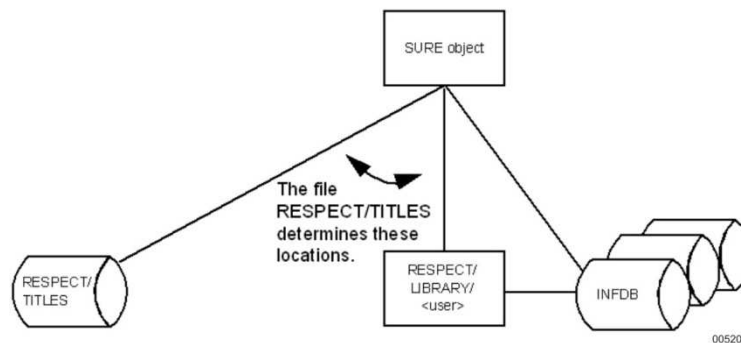 SURE object
The file
RESPECT/TITLES
determines these
locations.
RESPECT/
TITLES
RESPECT/
LIBRARY/
<user>
INFDB
00520